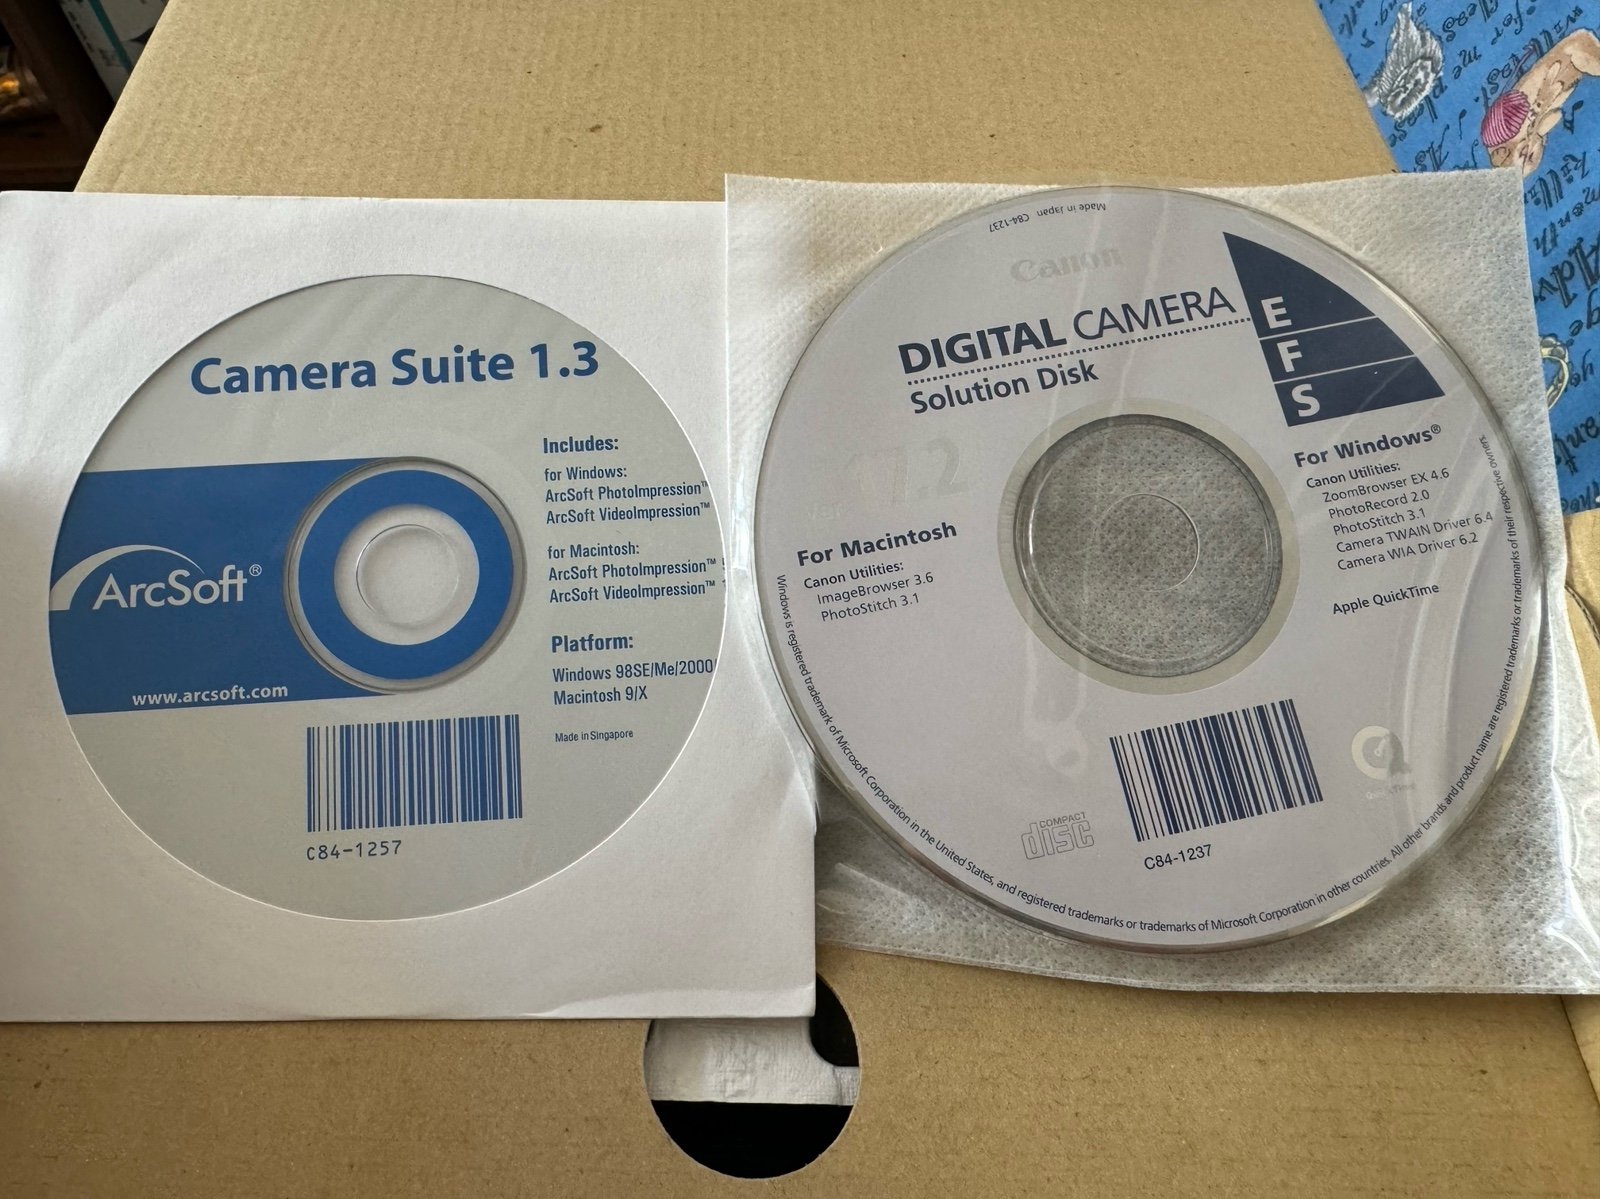 Camera Suite 1.3
Includes:
for Windows:
ArcSoft PhotoImpression™
ArcSoft VideoImpression™
for Macintosh:
ArcSoft PhotoImpression™
ArcSoft VideoImpression™
ArcSoft®
www.arcsoft.com
Platform:
Windows 98SE/Me/2000
Macintosh 9/X
Made in Singapore
C84-1257
Made in Japan C84-1237
Canon
DIGITAL CAMERA
Solution Disk
E
F
S
12
For Macintosh
Canon Utilities:
ImageBrowser 3.6
PhotoStitch 3.1
For Windows®
Canon Utilities:
ZoomBrowser EX 4.6
PhotoRecord 2.0
PhotoStitch 3.1
Camera TWAIN Driver 6.4
Camera WIA Driver 6.2
Apple QuickTime
COMPACT
disc
C84-1237
QuickTime
Windows is registered trademark of Microsoft Corporation in the United States, and registered trademarks or trademarks of Microsoft Corporation in other countries. All other brands and product name are registered trademarks or trademarks of their respective owners.
for me please